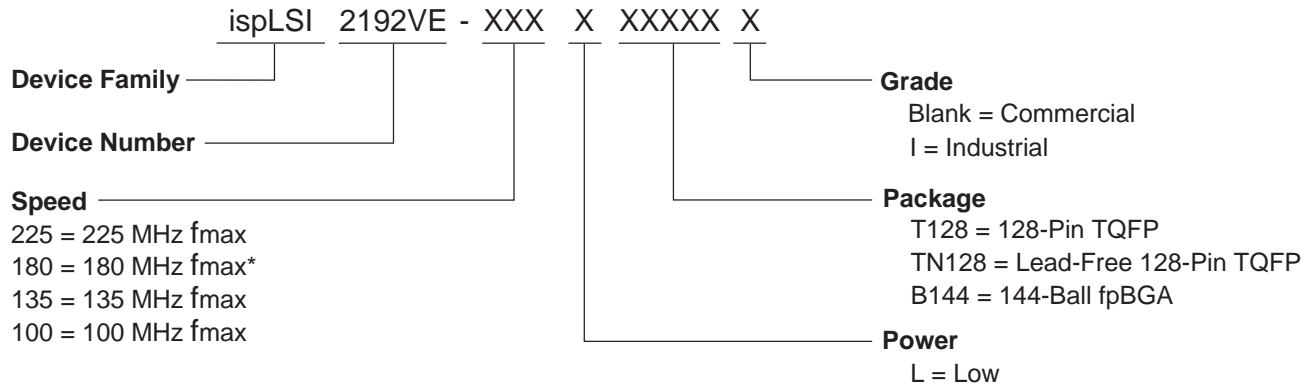 ispLSI 2192VE - XXX X XXXXX X
Device Family
Device Number
Speed
225 = 225 MHz fmax
180 = 180 MHz fmax*
135 = 135 MHz fmax
100 = 100 MHz fmax
Grade
Blank = Commercial
I = Industrial
Package
T128 = 128-Pin TQFP
TN128 = Lead-Free 128-Pin TQFP
B144 = 144-Ball fpBGA
Power
L = Low